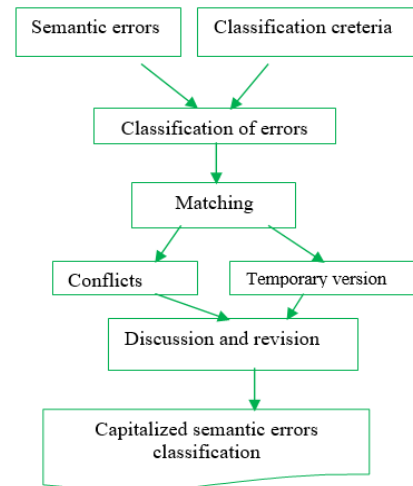 Semantic errors
Classification creteria
Classification of errors
Matching
Conflicts
Temporary version
Discussion and revision
Capitalized semantic errors
classification